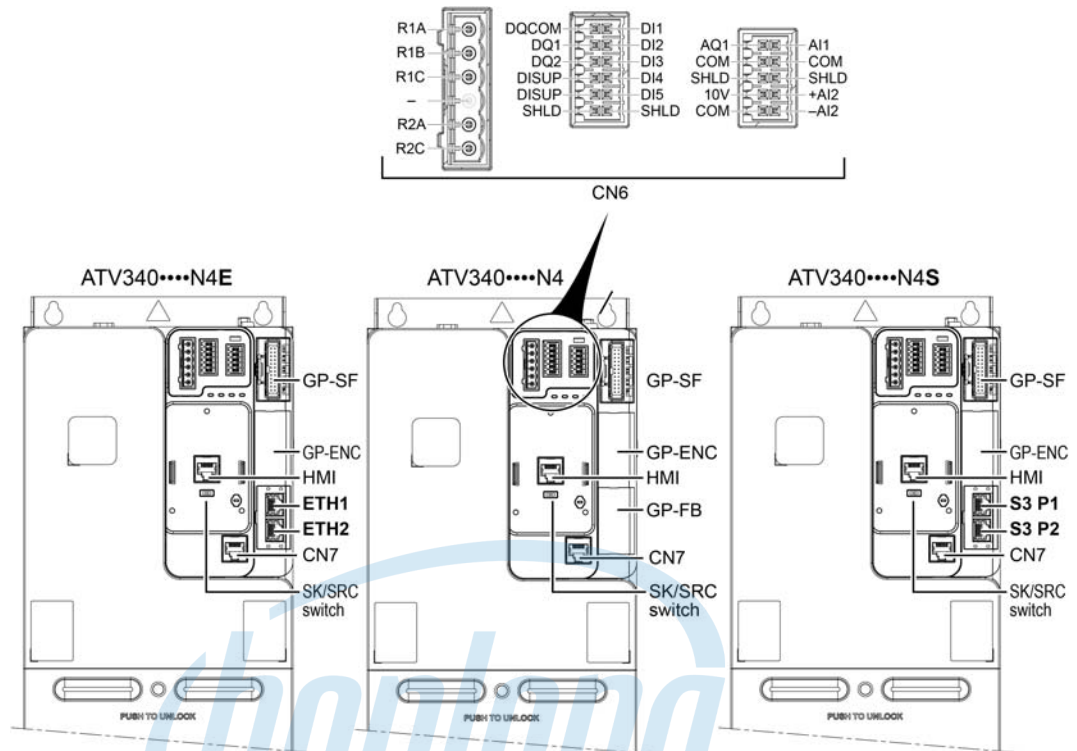 R1A
R1B
R1C
–
R2A
R2C
DQCOM DI1
DQ1 DI2
DQ2 DI3
DISUP DI4
DISUP DI5
SHLD SHLD
AQ1 AI1
COM COM
SHLD SHLD
10V +AI2
COM –AI2
CN6
ATV340••••N4E
GP-SF
GP-ENC
HMI
ETH1
ETH2
CN7
SK/SRC
switch
PUSH TO UNLOCK
ATV340••••N4
GP-SF
GP-ENC
HMI
GP-FB
CN7
SK/SRC
switch
PUSH TO UNLOCK
ATV340••••N4S
GP-SF
GP-ENC
HMI
S3 P1
S3 P2
CN7
SK/SRC
switch
PUSH TO UNLOCK